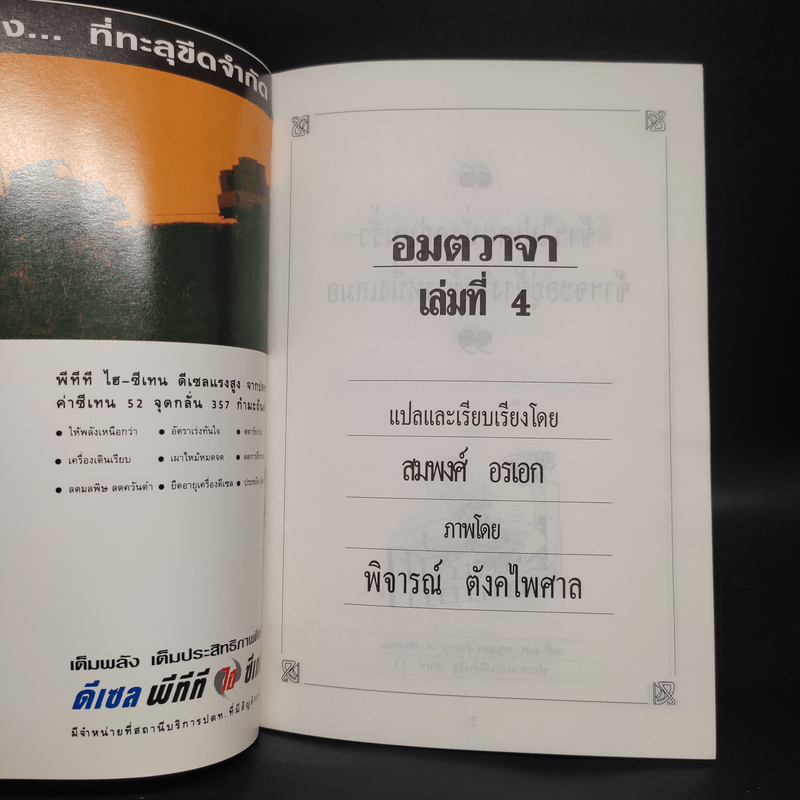 ที่ทะลุขีดจำกัด
พีทีที ไฮ-ซีเทน ดีเซลแรงสูง
ค่าซีเทน 52 จุดกลั่น 357
• ให้พลังเหนือกว่า • อัตราเร่งทันใจ
• เครื่องเดินเรียบ • เผาไหม้หมดจด
• ลดมลพิษ ลดควันดำ • ยืดอายุเครื่องดีเซล
เต็มพลัง เต็มประสิทธิภาพ
ดีเซล พีทีที ไฮ
มีจำหน่ายที่สถานีบริการปตท.
อมตวาจา
เล่มที่ 4
แปลและเรียบเรียงโดย
สมพงศ์ อรเอก
ภาพโดย
พิจารณ์ ตังคไพศาล